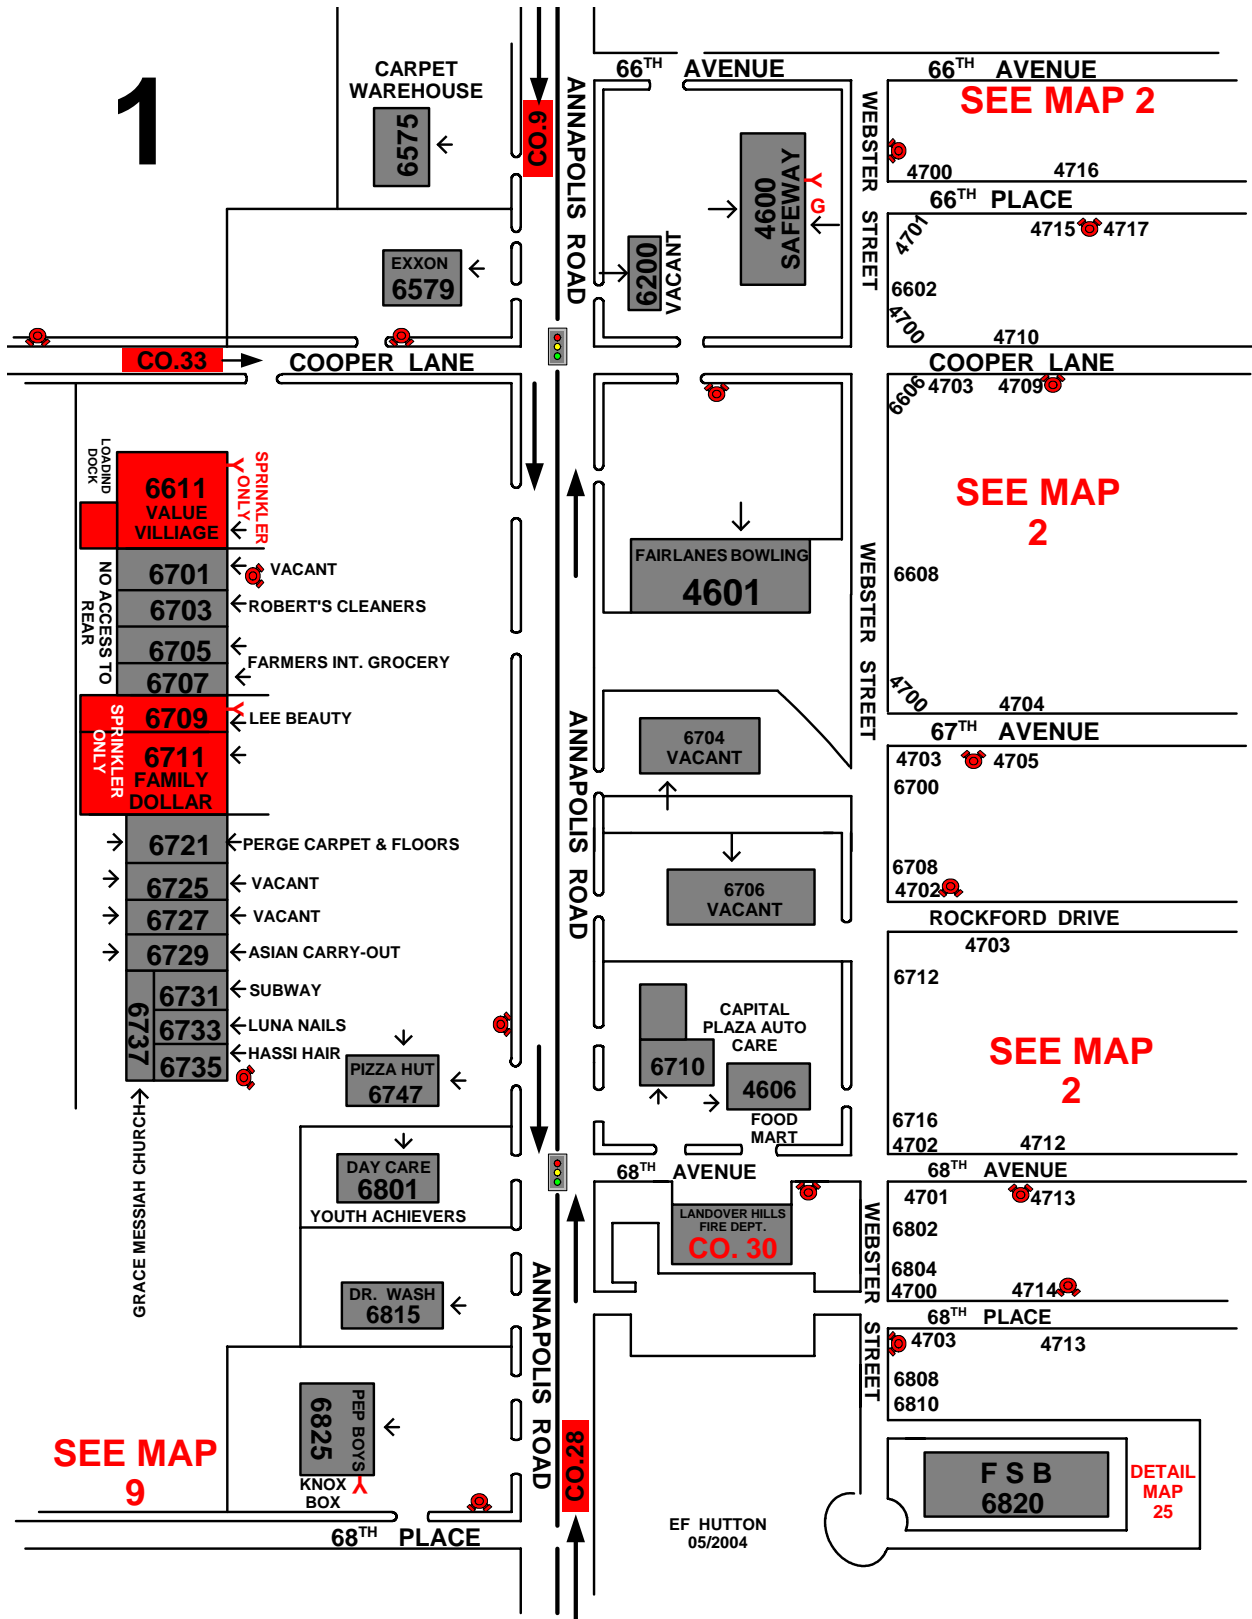 1
CARPET
WAREHOUSE
6575
CO.9
ANNAPOLIS ROAD
66TH AVENUE
66TH AVENUE
SEE MAP 2
WEBSTER STREET
4700
4716
66TH PLACE
4600
SAFEWAY
Y
G
4701
4715
4717
EXXON
6579
6200
VACANT
6602
4700
4710
CO.33
COOPER LANE
COOPER LANE
6606
4703
4709
LOADIND
DOCK
6611
VALUE
VILLIAGE
Y
SPRINKLER
ONLY
SEE MAP
2
FAIRLANES BOWLING
4601
WEBSTER STREET
6608
NO ACCESS TO
REAR
6701
VACANT
6703
ROBERT'S CLEANERS
6705
FARMERS INT. GROCERY
6707
4700
4704
SPRINKLER
ONLY
6709
Y
LEE BEAUTY
6711
FAMILY
DOLLAR
ANNAPOLIS ROAD
6704
VACANT
67TH AVENUE
4703
4705
6700
6721
PERGE CARPET & FLOORS
6725
VACANT
6706
VACANT
6708
4702
6727
VACANT
ROCKFORD DRIVE
6729
ASIAN CARRY-OUT
4703
6731
SUBWAY
6712
6737
6733
LUNA NAILS
6735
HASSI HAIR
CAPITAL
PLAZA AUTO
CARE
6710
4606
FOOD
MART
SEE MAP
2
PIZZA HUT
6747
GRACE MESSIAH CHURCH
6716
4702
4712
DAY CARE
6801
YOUTH ACHIEVERS
68TH AVENUE
68TH AVENUE
4701
4713
LANDOVER HILLS
FIRE DEPT.
CO. 30
WEBSTER STREET
6802
6804
4700
4714
DR. WASH
6815
ANNAPOLIS ROAD
68TH PLACE
4703
4713
6808
6810
PEP BOYS
6825
Y
KNOX
BOX
SEE MAP
9
CO.28
F S B
6820
DETAIL
MAP
25
EF HUTTON
05/2004
68TH PLACE